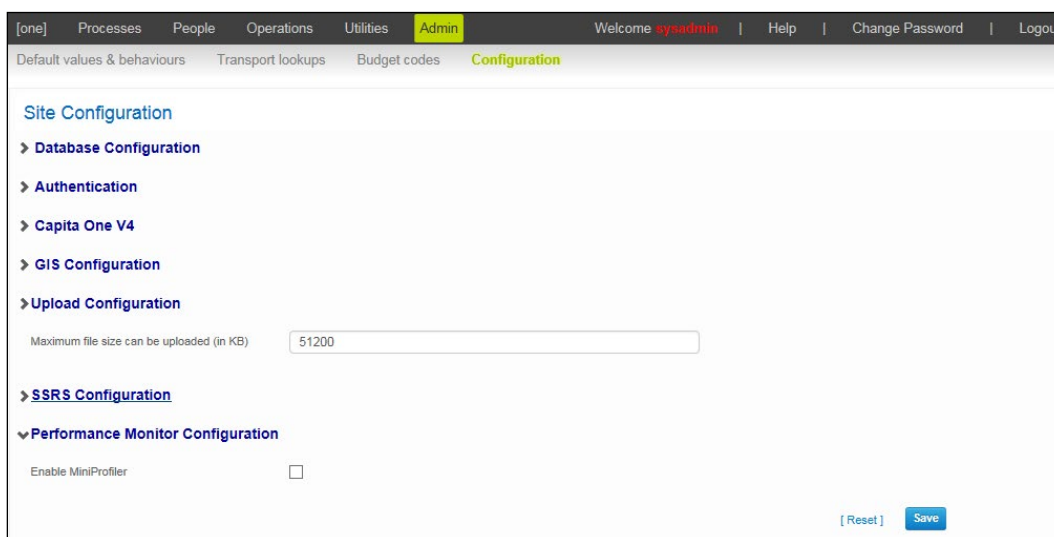 [one] Processes People Operations Utilities Admin Welcome sysadmin | Help | Change Password | Logou
Default values & behaviours Transport lookups Budget codes Configuration
Site Configuration
Database Configuration
Authentication
Capita One V4
GIS Configuration
Upload Configuration
Maximum file size can be uploaded (in KB) 51200
SSRS Configuration
Performance Monitor Configuration
Enable MiniProfiler
[ Reset ] Save